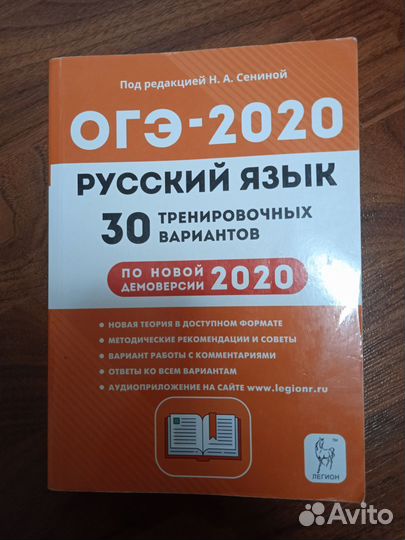 Под редакцией Н. А. Сениной
ОГЭ-2020
РУССКИЙ ЯЗЫК
30 ТРЕНИРОВОЧНЫХ
ВАРИАНТОВ
ПО НОВОЙ
ДЕМОВЕРСИИ 2020
• НОВАЯ ТЕОРИЯ В ДОСТУПНОМ ФОРМАТЕ
• МЕТОДИЧЕСКИЕ РЕКОМЕНДАЦИИ И СОВЕТЫ
• ВАРИАНТ РАБОТЫ С КОММЕНТАРИЯМИ
• ОТВЕТЫ КО ВСЕМ ВАРИАНТАМ
• АУДИОПРИЛОЖЕНИЕ НА САЙТЕ www.legionr.ru
TM
ЛЕГИОН
Avito